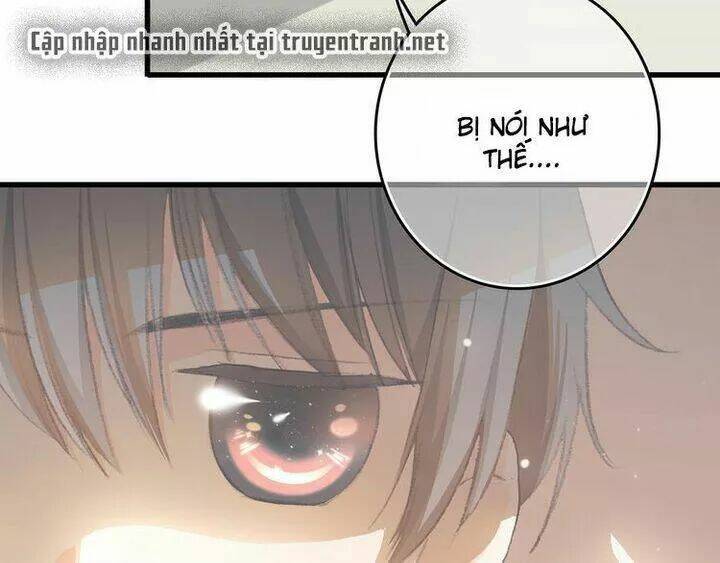 Cập nhập nhanh nhất tại truyentranh.net
BỊ NÓI NHƯ
THẾ....